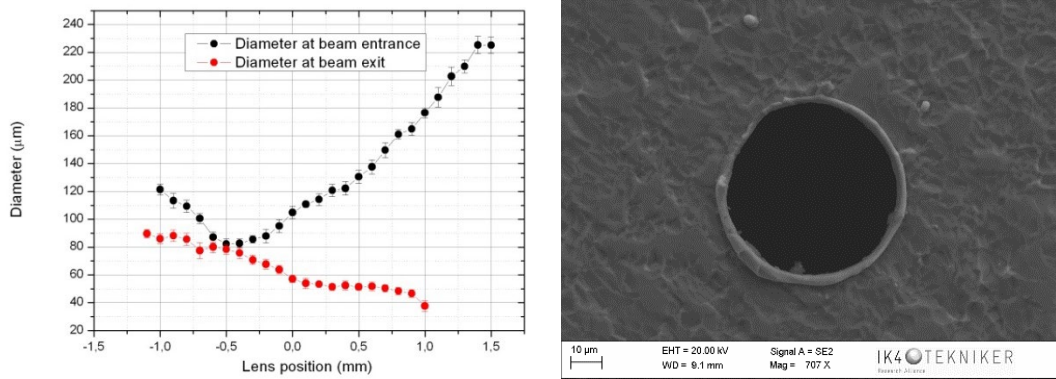 240
220
200
180
160
140
120
100
80
60
40
20
Diameter (µm)
Diameter at beam entrance
Diameter at beam exit
-1,5 -1,0 -0,5 0,0 0,5 1,0 1,5
Lens position (mm)
10 µm
EHT = 20.00 kV
WD = 9.1 mm
Signal A = SE2
Mag = 707 X
IK4 TEKNIKER
Research Alliance